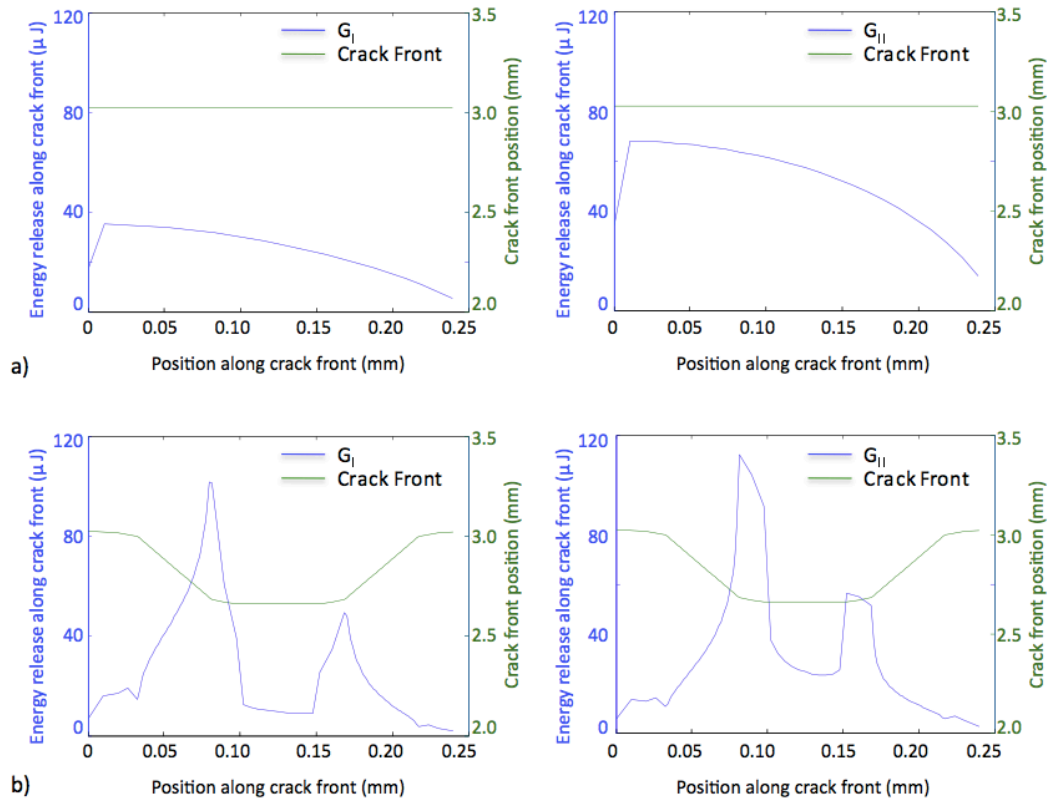 120
80
40
0
Energy release along crack front (μ J)
G_I
Crack Front
3.5
3.0
2.5
2.0
Crack front position (mm)
0 0.05 0.10 0.15 0.20 0.25
Position along crack front (mm)
120
80
40
0
Energy release along crack front (μ J)
G_II
Crack Front
3.5
3.0
2.5
2.0
Crack front position (mm)
0 0.05 0.10 0.15 0.20 0.25
Position along crack front (mm)
a)
120
80
40
0
Energy release along crack front (μ J)
G_I
Crack Front
3.5
3.0
2.5
2.0
Crack front position (mm)
0 0.05 0.10 0.15 0.20 0.25
Position along crack front (mm)
120
80
40
0
Energy release along crack front (μ J)
G_II
Crack Front
3.5
3.0
2.5
2.0
Crack front position (mm)
0 0.05 0.10 0.15 0.20 0.25
Position along crack front (mm)
b)